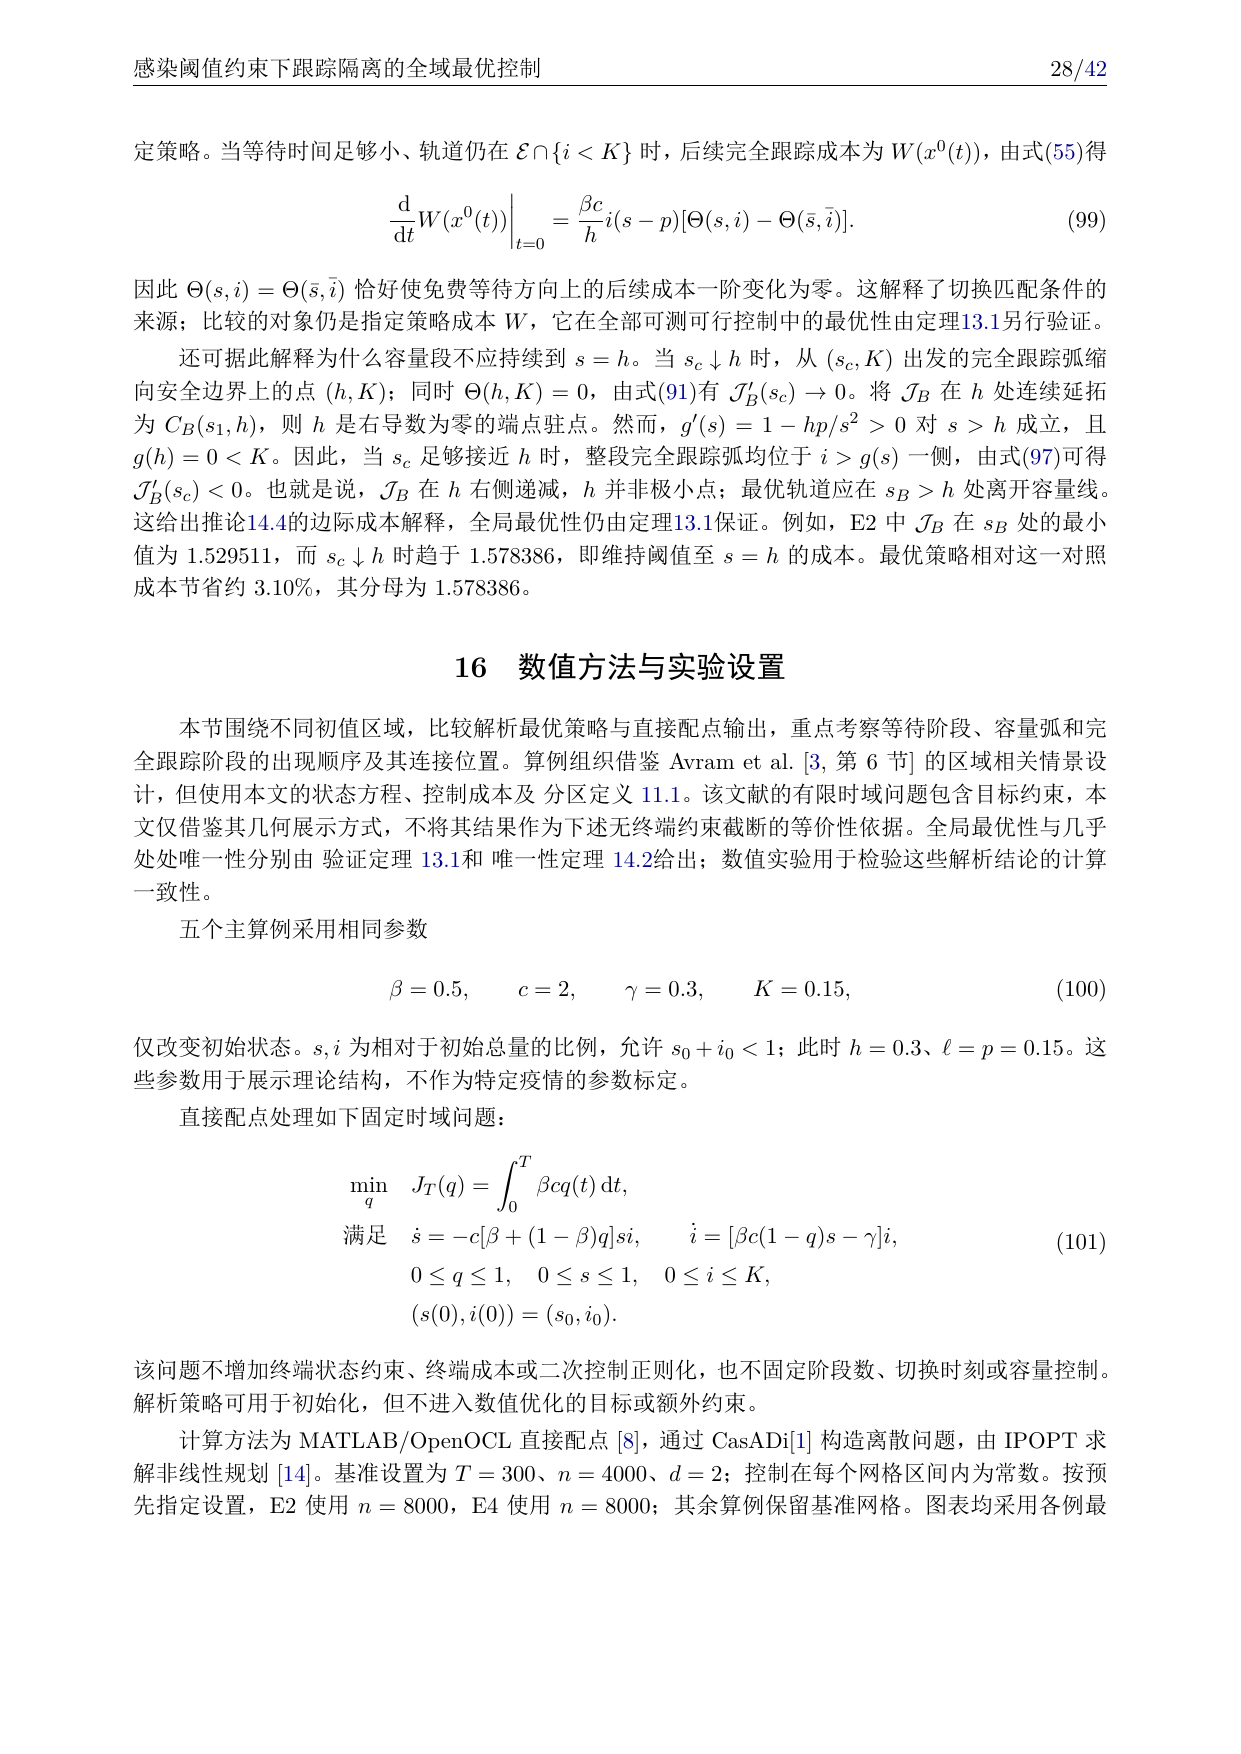 感染阈值约束下跟踪隔离的全域最优控制 28/42
定策略。当等待时间足够小、轨道仍在 ℰ∩{i < K} 时，后续完全跟踪成本为 W(x⁰(t))，由式(55)得
d/dt W(x⁰(t))|_{t=0} = βc/h i(s − p)[Θ(s, i) − Θ(s̄, ī)]. (99)
因此 Θ(s, i) = Θ(s̄, ī) 恰好使免费等待方向上的后续成本一阶变化为零。这解释了切换匹配条件的
来源；比较的对象仍是指定策略成本 W，它在全部可测可行控制中的最优性由定理13.1另行验证。
还可据此解释为什么容量段不应持续到 s = h。当 s_c ↓ h 时，从 (s_c, K) 出发的完全跟踪弧缩
向安全边界上的点 (h, K)；同时 Θ(h, K) = 0，由式(91)有 𝒥′_B(s_c) → 0。将 𝒥_B 在 h 处连续延拓
为 C_B(s₁, h)，则 h 是右导数为零的端点驻点。然而，g′(s) = 1 − hp/s² > 0 对 s > h 成立，且
g(h) = 0 < K。因此，当 s_c 足够接近 h 时，整段完全跟踪弧均位于 i > g(s) 一侧，由式(97)可得
𝒥′_B(s_c) < 0。也就是说，𝒥_B 在 h 右侧递减，h 并非极小点；最优轨道应在 s_B > h 处离开容量线。
这给出推论14.4的边际成本解释，全局最优性仍由定理13.1保证。例如，E2 中 𝒥_B 在 s_B 处的最小
值为 1.529511，而 s_c ↓ h 时趋于 1.578386，即维持阈值至 s = h 的成本。最优策略相对这一对照
成本节省约 3.10%，其分母为 1.578386。
16 数值方法与实验设置
本节围绕不同初值区域，比较解析最优策略与直接配点输出，重点考察等待阶段、容量弧和完
全跟踪阶段的出现顺序及其连接位置。算例组织借鉴 Avram et al. [3, 第 6 节] 的区域相关情景设
计，但使用本文的状态方程、控制成本及 分区定义 11.1。该文献的有限时域问题包含目标约束，本
文仅借鉴其几何展示方式，不将其结果作为下述无终端约束截断的等价性依据。全局最优性与几乎
处处唯一性分别由 验证定理 13.1和 唯一性定理 14.2给出；数值实验用于检验这些解析结论的计算
一致性。
五个主算例采用相同参数
β = 0.5, c = 2, γ = 0.3, K = 0.15, (100)
仅改变初始状态。s, i 为相对于初始总量的比例，允许 s₀ + i₀ < 1；此时 h = 0.3、ℓ = p = 0.15。这
些参数用于展示理论结构，不作为特定疫情的参数标定。
直接配点处理如下固定时域问题：
min_q J_T(q) = ∫₀ᵀ βcq(t) dt,
满足 ṡ = −c[β + (1 − β)q]si, i̇ = [βc(1 − q)s − γ]i, (101)
0 ≤ q ≤ 1, 0 ≤ s ≤ 1, 0 ≤ i ≤ K,
(s(0), i(0)) = (s₀, i₀).
该问题不增加终端状态约束、终端成本或二次控制正则化，也不固定阶段数、切换时刻或容量控制。
解析策略可用于初始化，但不进入数值优化的目标或额外约束。
计算方法为 MATLAB/OpenOCL 直接配点 [8]，通过 CasADi[1] 构造离散问题，由 IPOPT 求
解非线性规划 [14]。基准设置为 T = 300、n = 4000、d = 2；控制在每个网格区间内为常数。按预
先指定设置，E2 使用 n = 8000，E4 使用 n = 8000；其余算例保留基准网格。图表均采用各例最